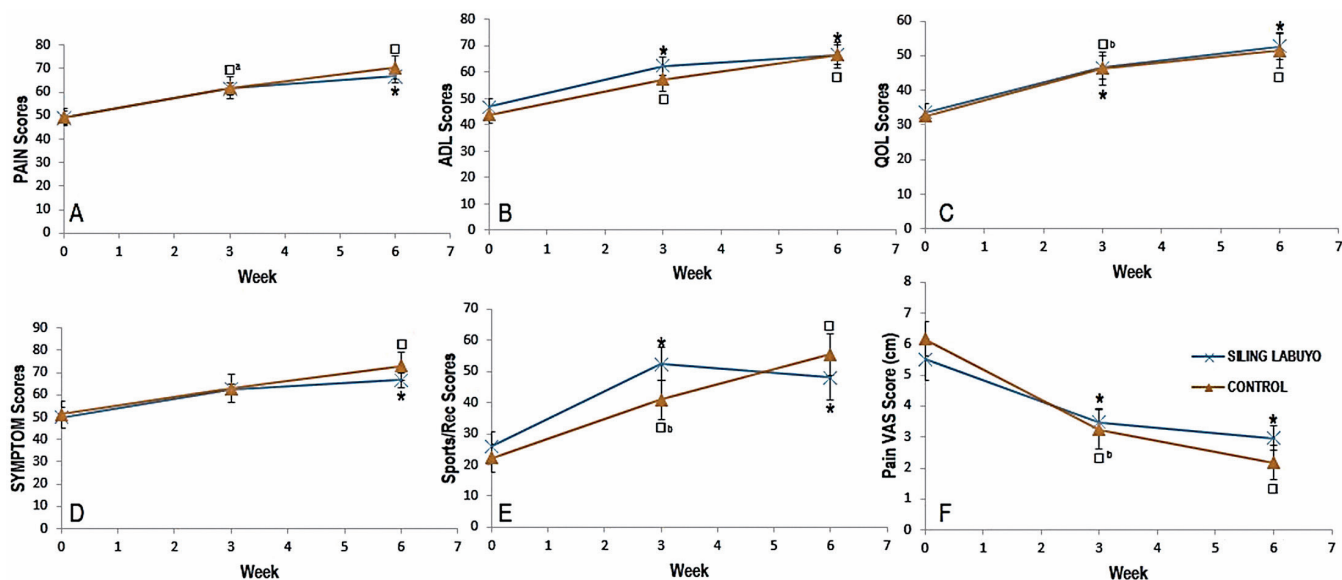 PAIN Scores
80
70
60
50
40
30
20
10
0
□ a
□
*
A
0 1 2 3 4 5 6 7
Week
ADL Scores
80
70
60
50
40
30
20
10
0
*
*
□
□
B
0 1 2 3 4 5 6 7
Week
QOL Scores
60
50
40
30
20
10
0
□ b
*
*
□
C
0 1 2 3 4 5 6 7
Week
SYMPTOM Scores
90
80
70
60
50
40
30
20
10
0
□
*
D
0 1 2 3 4 5 6 7
Week
Sports/Rec Scores
70
60
50
40
30
20
10
0
*
□
□ b
*
E
0 1 2 3 4 5 6 7
Week
Pain VAS Score (cm)
8
7
6
5
4
3
2
1
0
*
*
□ b
□
SILING LABUYO
CONTROL
F
0 1 2 3 4 5 6 7
Week